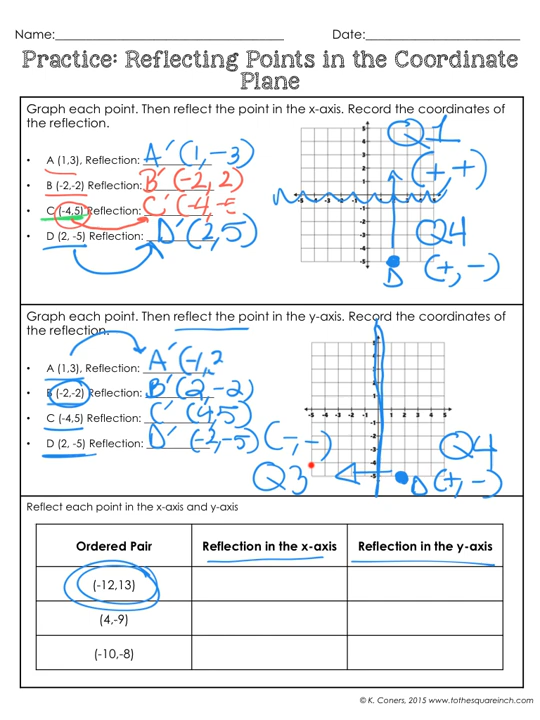 Name:________________________________ Date:______________________
Practice: Reflecting Points in the Coordinate
Plane
Graph each point. Then reflect the point in the x-axis. Record the coordinates of
the reflection.
• A (1,3), Reflection: A′ (1, -3)
• B (-2,-2) Reflection: B′ (-2, 2)
• C (-4,5) Reflection: C′ (-4, -5
• D (2, -5) Reflection: D′ (2, 5)
Q1
(+, +)
Q4
(+, -)
D
Graph each point. Then reflect the point in the y-axis. Record the coordinates of
the reflection.
• A (1,3), Reflection: A′ (-1,
• B (-2,-2) Reflection: B′ (2, -2)
• C (-4,5) Reflection: C′ (4,5)
• D (2, -5) Reflection: D′ (-2, -5)
(-, -)
Q3
Q4
D (+, -)
Reflect each point in the x-axis and y-axis
Ordered Pair Reflection in the x-axis Reflection in the y-axis
(-12,13)
(4,-9)
(-10,-8)
© K. Coners, 2015 www.tothesquareinch.com